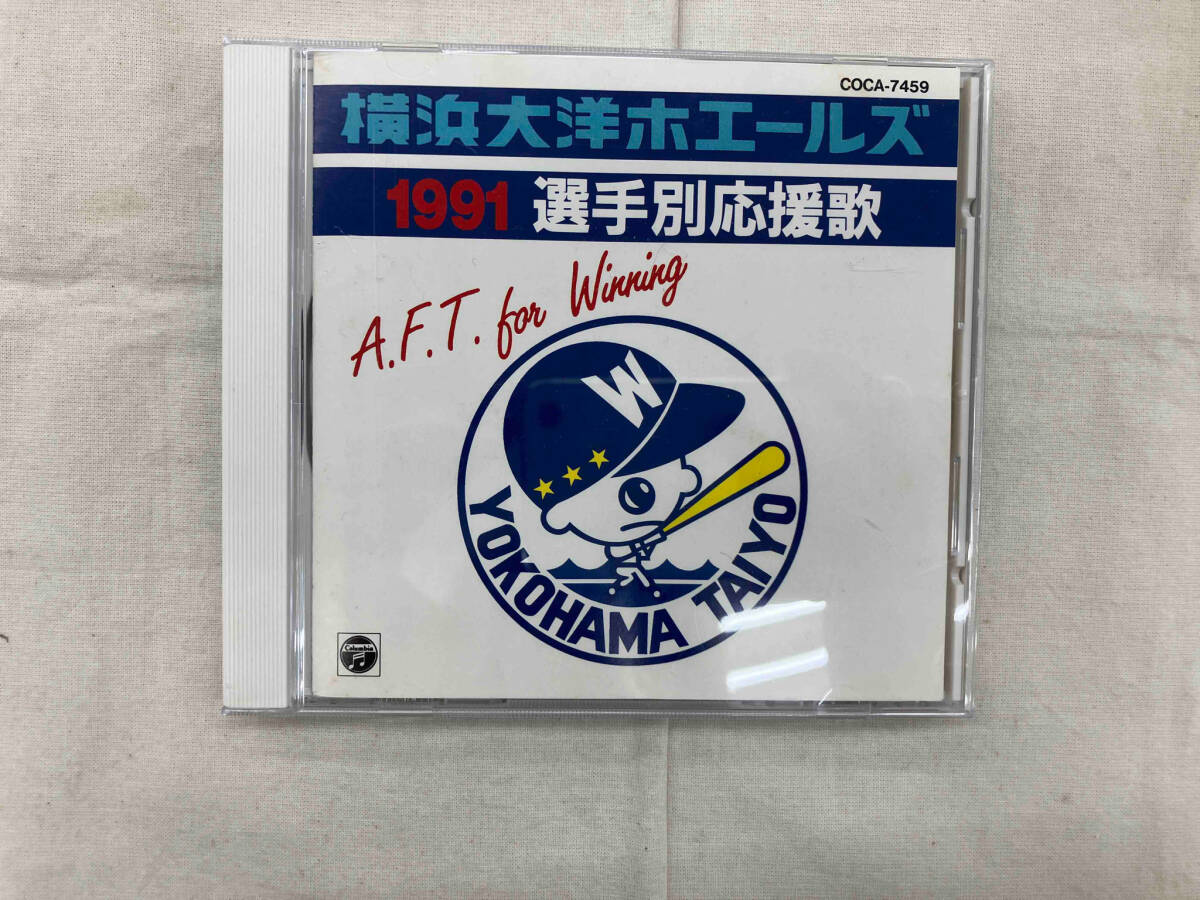 COCA-7459
横浜大洋ホエールズ
1991 選手別応援歌
A.F.T. for Winning
W
YOKOHAMA TAIYO
Columbia